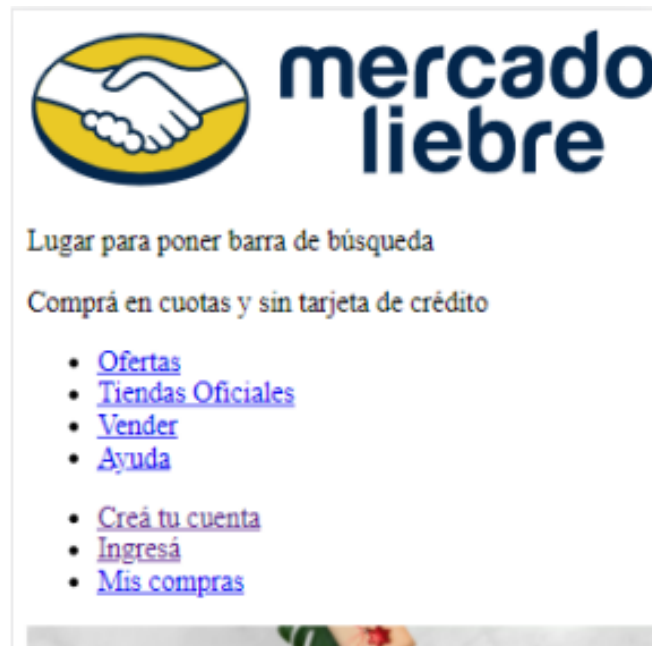 mercado
liebre
Lugar para poner barra de búsqueda
Comprá en cuotas y sin tarjeta de crédito
Ofertas
Tiendas Oficiales
Vender
Ayuda
Creá tu cuenta
Ingresá
Mis compras